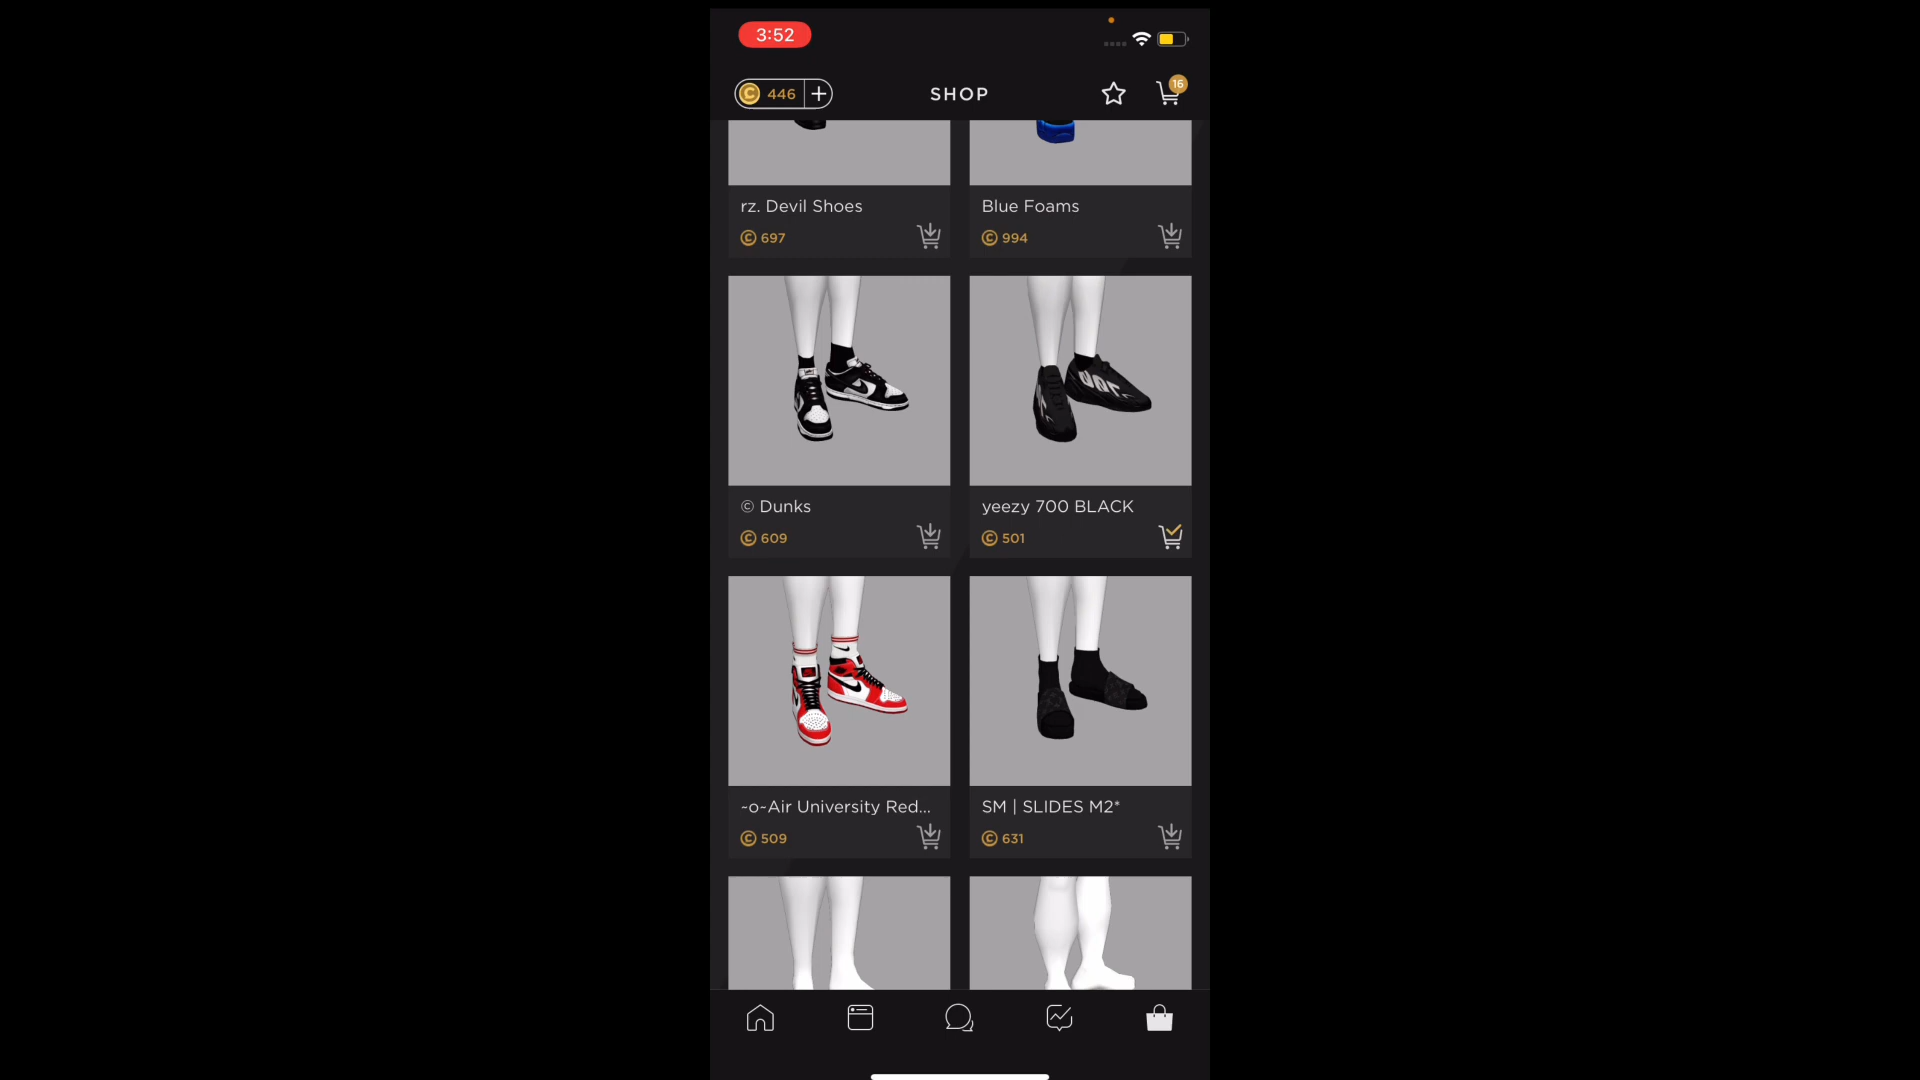 3:52
446
SHOP
16
rz. Devil Shoes
697
Blue Foams
994
© Dunks
609
yeezy 700 BLACK
501
~o~Air University Red...
509
SM | SLIDES M2*
631